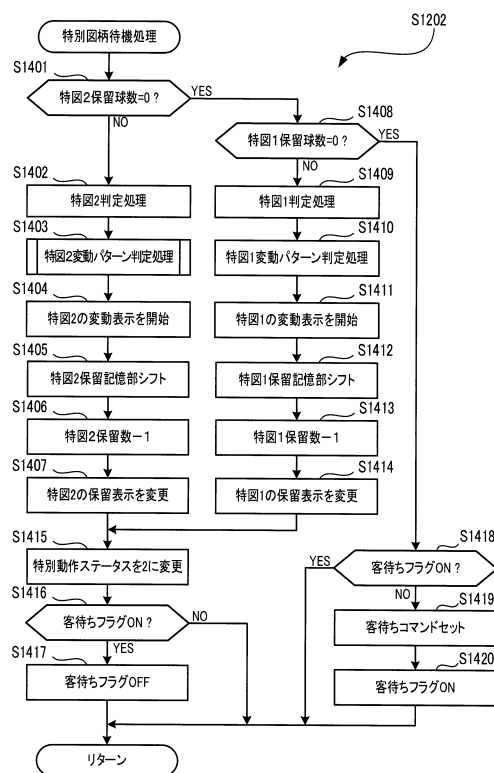 特別図柄待機処理
S1202
S1401
特図2保留球数=0？
YES
NO
S1408
特図1保留球数=0？
YES
NO
S1402
特図2判定処理
S1403
特図2変動パターン判定処理
S1404
特図2の変動表示を開始
S1405
特図2保留記憶部シフト
S1406
特図2保留数−1
S1407
特図2の保留表示を変更
S1409
特図1判定処理
S1410
特図1変動パターン判定処理
S1411
特図1の変動表示を開始
S1412
特図1保留記憶部シフト
S1413
特図1保留数−1
S1414
特図1の保留表示を変更
S1415
特別動作ステータスを2に変更
S1416
客待ちフラグON？
NO
YES
S1417
客待ちフラグOFF
S1418
客待ちフラグON？
YES
NO
S1419
客待ちコマンドセット
S1420
客待ちフラグON
リターン